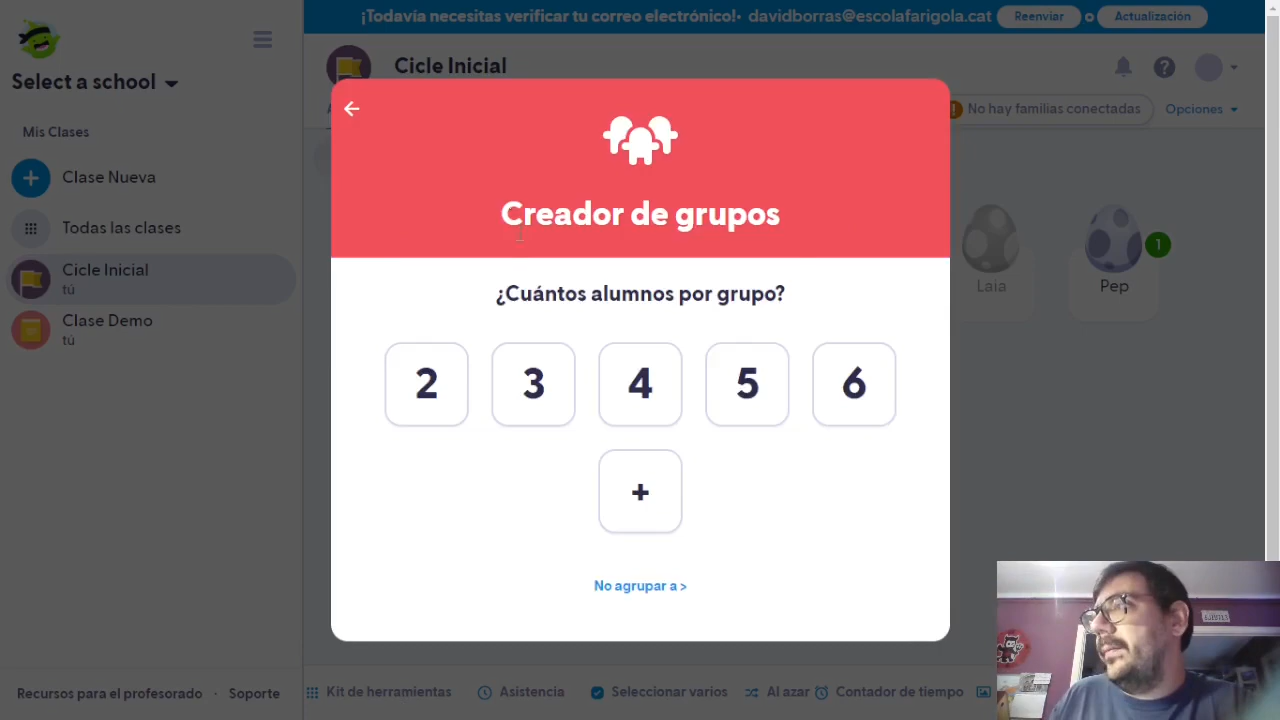 ¡Todavía necesitas verificar tu correo electrónico!• davidborras@escolafarigola.cat Reenviar o Actualización
Select a school
Cicle Inicial
Mis Clases
No hay familias conectadas
Opciones
Clase Nueva
Todas las clases
Cicle Inicial
tú
Clase Demo
tú
Creador de grupos
¿Cuántos alumnos por grupo?
2 3 4 5 6
+
No agrupar a >
Laia
Pep
1
Recursos para el profesorado · Soporte
Kit de herramientas
Asistencia
Seleccionar varios
Al azar
Contador de tiempo